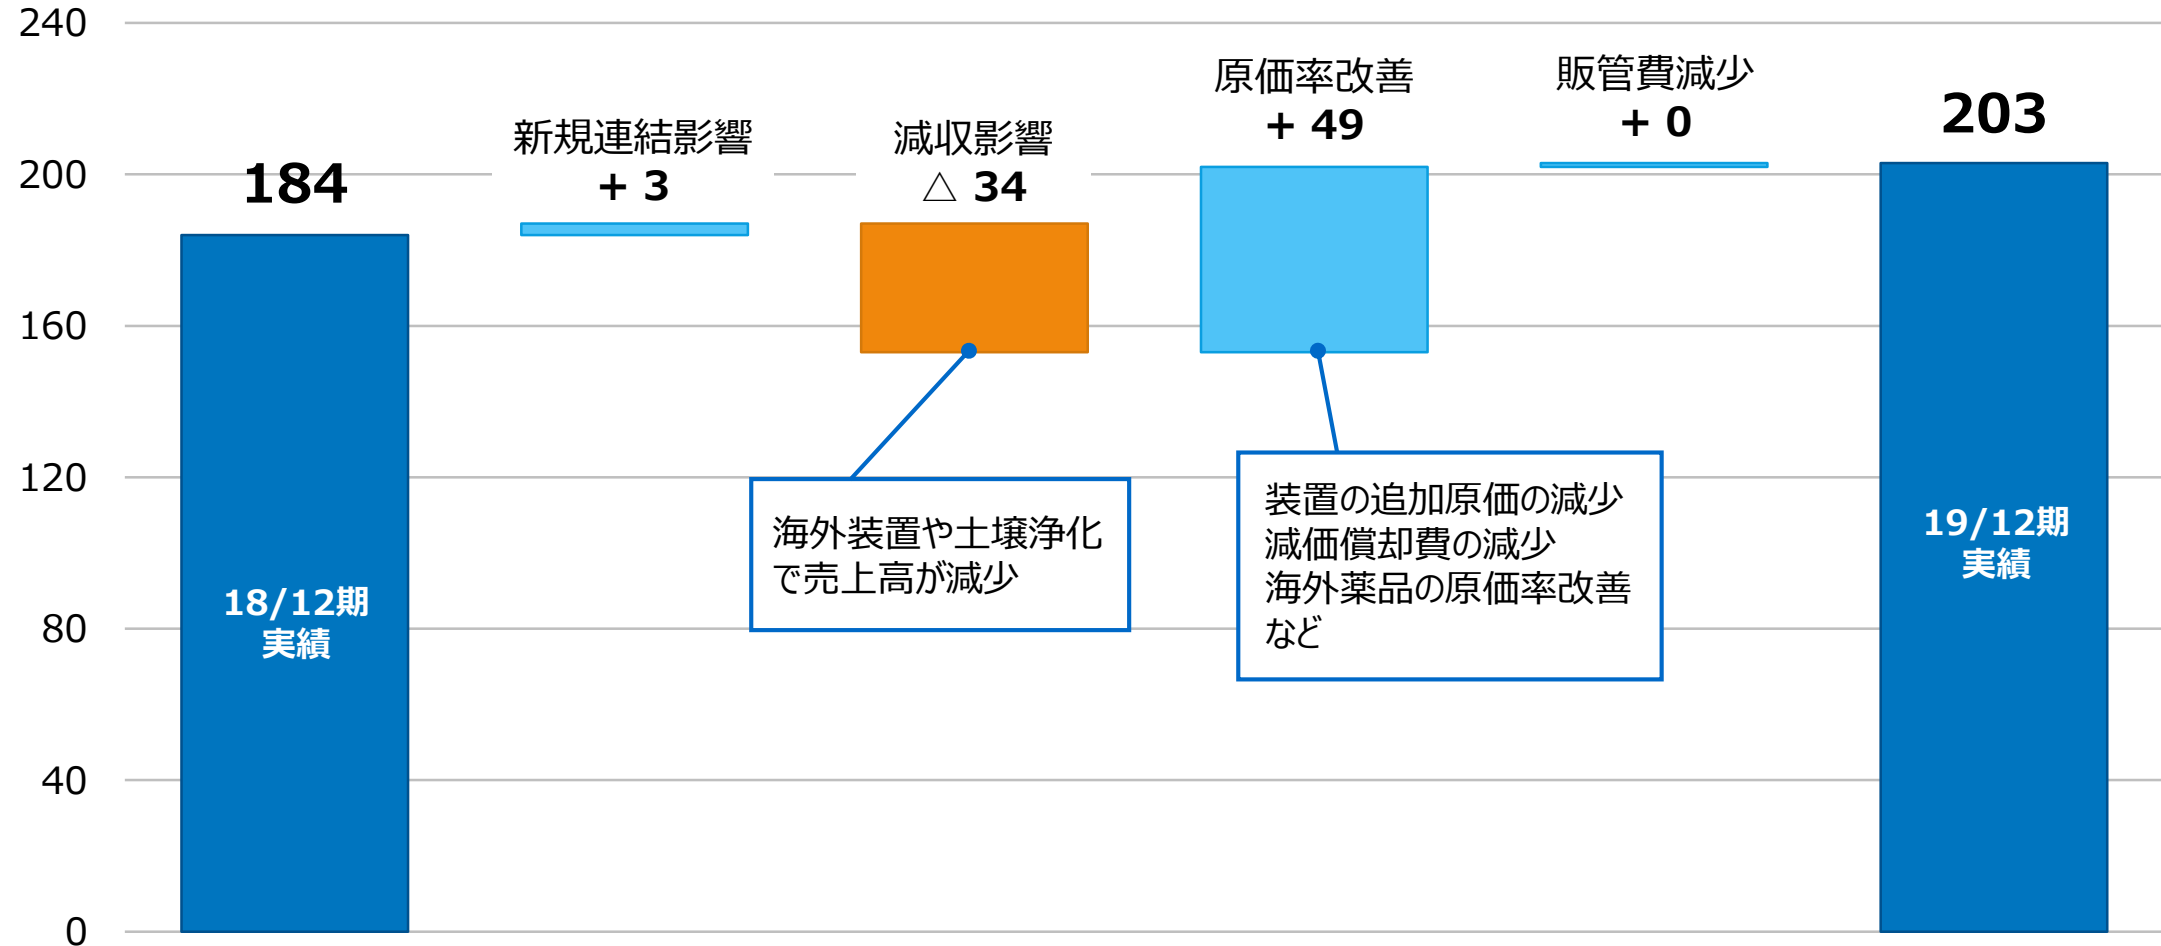 240
200
160
120
80
40
0
184
18/12期
実績
新規連結影響
+ 3
減収影響
△ 34
海外装置や土壌浄化
で売上高が減少
原価率改善
+ 49
装置の追加原価の減少
減価償却費の減少
海外薬品の原価率改善
など
販管費減少
+ 0
203
19/12期
実績